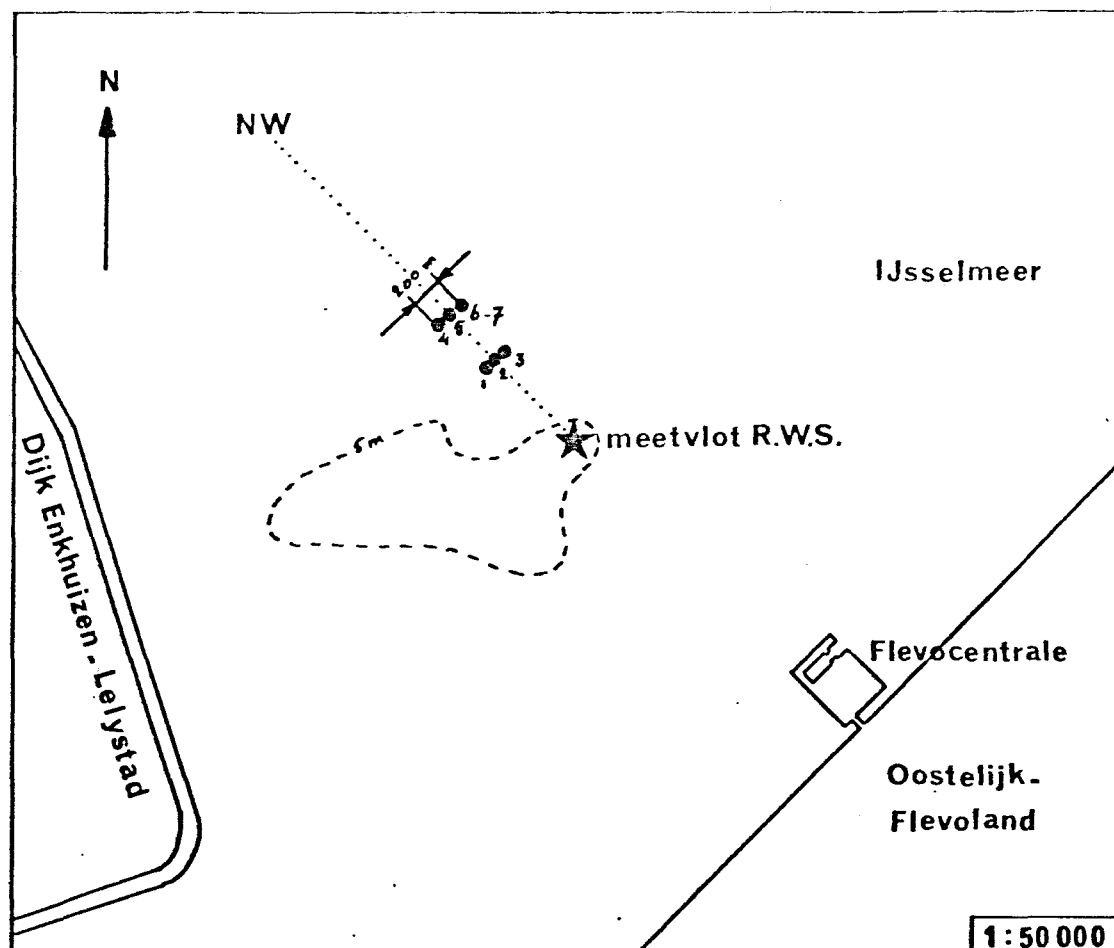 N
NW
IJsselmeer
200 m
6-7
5
4
3
2
1
5m
meetvlot R.W.S.
Dijk Enkhuizen - Lelystad
Flevocentrale
Oostelijk-
Flevoland
1:50 000